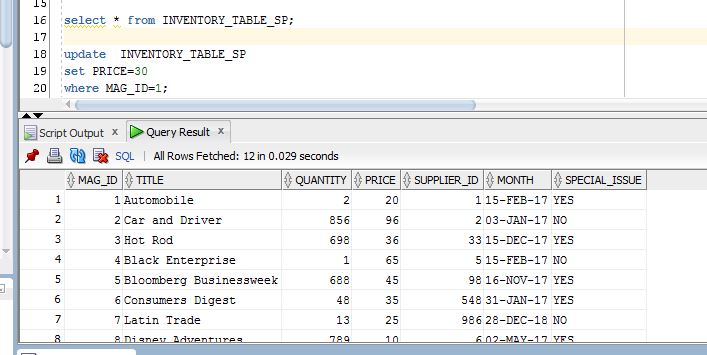 15
16 select * from INVENTORY_TABLE_SP;
17
18 update  INVENTORY_TABLE_SP
19 set PRICE=30
20 where MAG_ID=1;
Script Output x Query Result x
SQL | All Rows Fetched: 12 in 0.029 seconds
MAG_ID TITLE QUANTITY PRICE SUPPLIER_ID MONTH SPECIAL_ISSUE
1 1 Automobile 2 20 1 15-FEB-17 YES
2 2 Car and Driver 856 96 2 03-JAN-17 NO
3 3 Hot Rod 698 36 33 15-DEC-17 YES
4 4 Black Enterprise 1 65 5 15-FEB-17 NO
5 5 Bloomberg Businessweek 688 45 98 16-NOV-17 YES
6 6 Consumers Digest 48 35 548 31-JAN-17 YES
7 7 Latin Trade 13 25 986 28-DEC-18 NO
8 8 Disney Adventures 789 10 6 02-MAY-17 YES